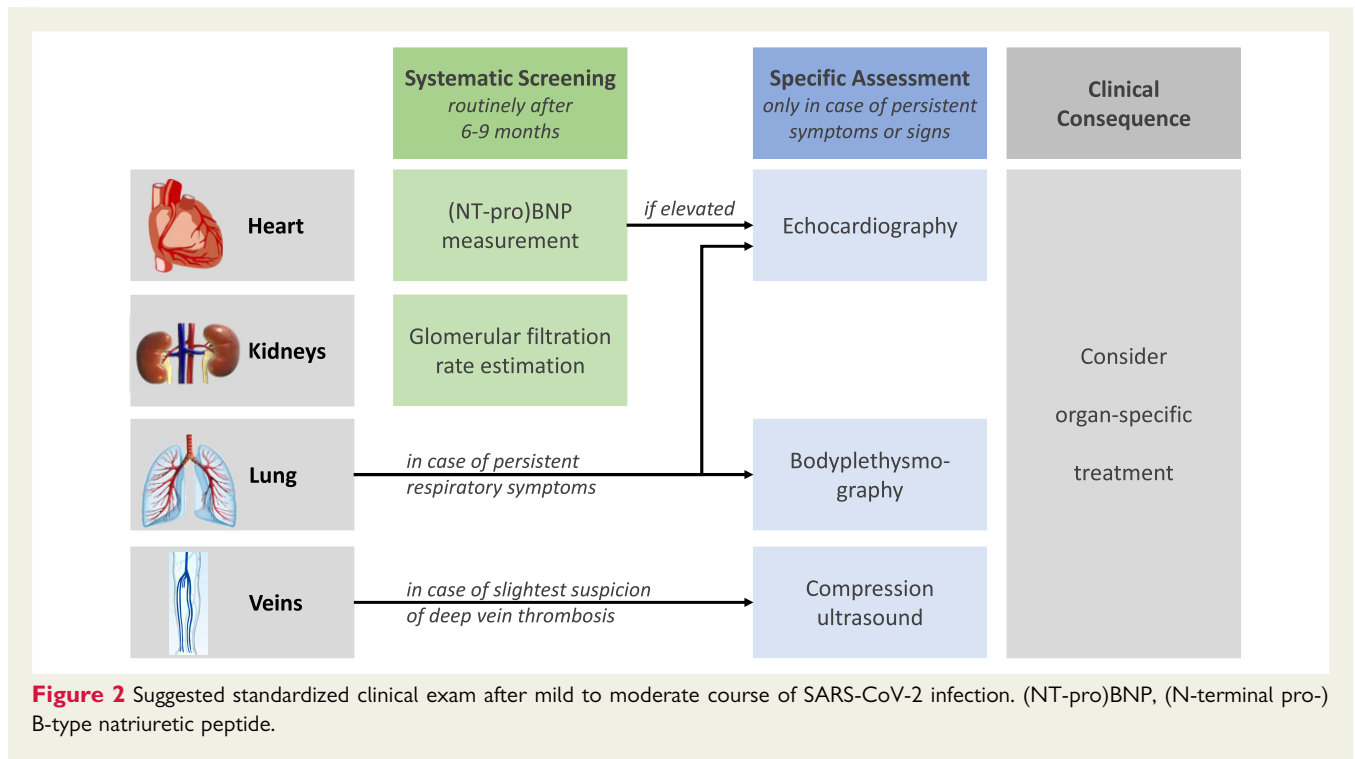 Systematic Screening
routinely after
6-9 months
Specific Assessment
only in case of persistent
symptoms or signs
Clinical
Consequence
Heart
(NT-pro)BNP
measurement
if elevated
Echocardiography
Kidneys
Glomerular filtration
rate estimation
Lung
in case of persistent
respiratory symptoms
Bodyplethysmo-
graphy
Veins
in case of slightest suspicion
of deep vein thrombosis
Compression
ultrasound
Consider
organ-specific
treatment
Figure 2 Suggested standardized clinical exam after mild to moderate course of SARS-CoV-2 infection. (NT-pro)BNP, (N-terminal pro-)
B-type natriuretic peptide.